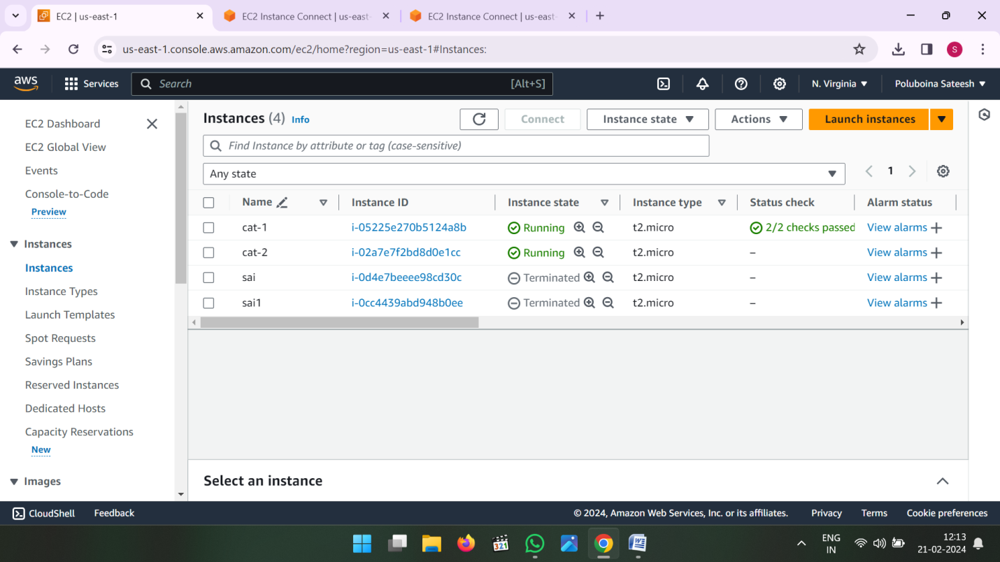 EC2 | us-east-1
EC2 Instance Connect | us-east-
EC2 Instance Connect | us-east-
us-east-1.console.aws.amazon.com/ec2/home?region=us-east-1#Instances:
S
aws
Services
Search
[Alt+S]
N. Virginia
Poluboina Sateesh
EC2 Dashboard
EC2 Global View
Events
Console-to-Code
Preview
Instances
Instances
Instance Types
Launch Templates
Spot Requests
Savings Plans
Reserved Instances
Dedicated Hosts
Capacity Reservations
New
Images
Instances (4) Info
Connect
Instance state
Actions
Launch instances
Find Instance by attribute or tag (case-sensitive)
Any state
1
Name Instance ID Instance state Instance type Status check Alarm status
cat-1 i-05225e270b5124a8b Running t2.micro 2/2 checks passed View alarms +
cat-2 i-02a7e7f2bd8d0e1cc Running t2.micro – View alarms +
sai i-0d4e7beeee98cd30c Terminated t2.micro – View alarms +
sai1 i-0cc4439abd948b0ee Terminated t2.micro – View alarms +
Select an instance
CloudShell
Feedback
© 2024, Amazon Web Services, Inc. or its affiliates.
Privacy
Terms
Cookie preferences
321
W
ENG
IN
12:13
21-02-2024